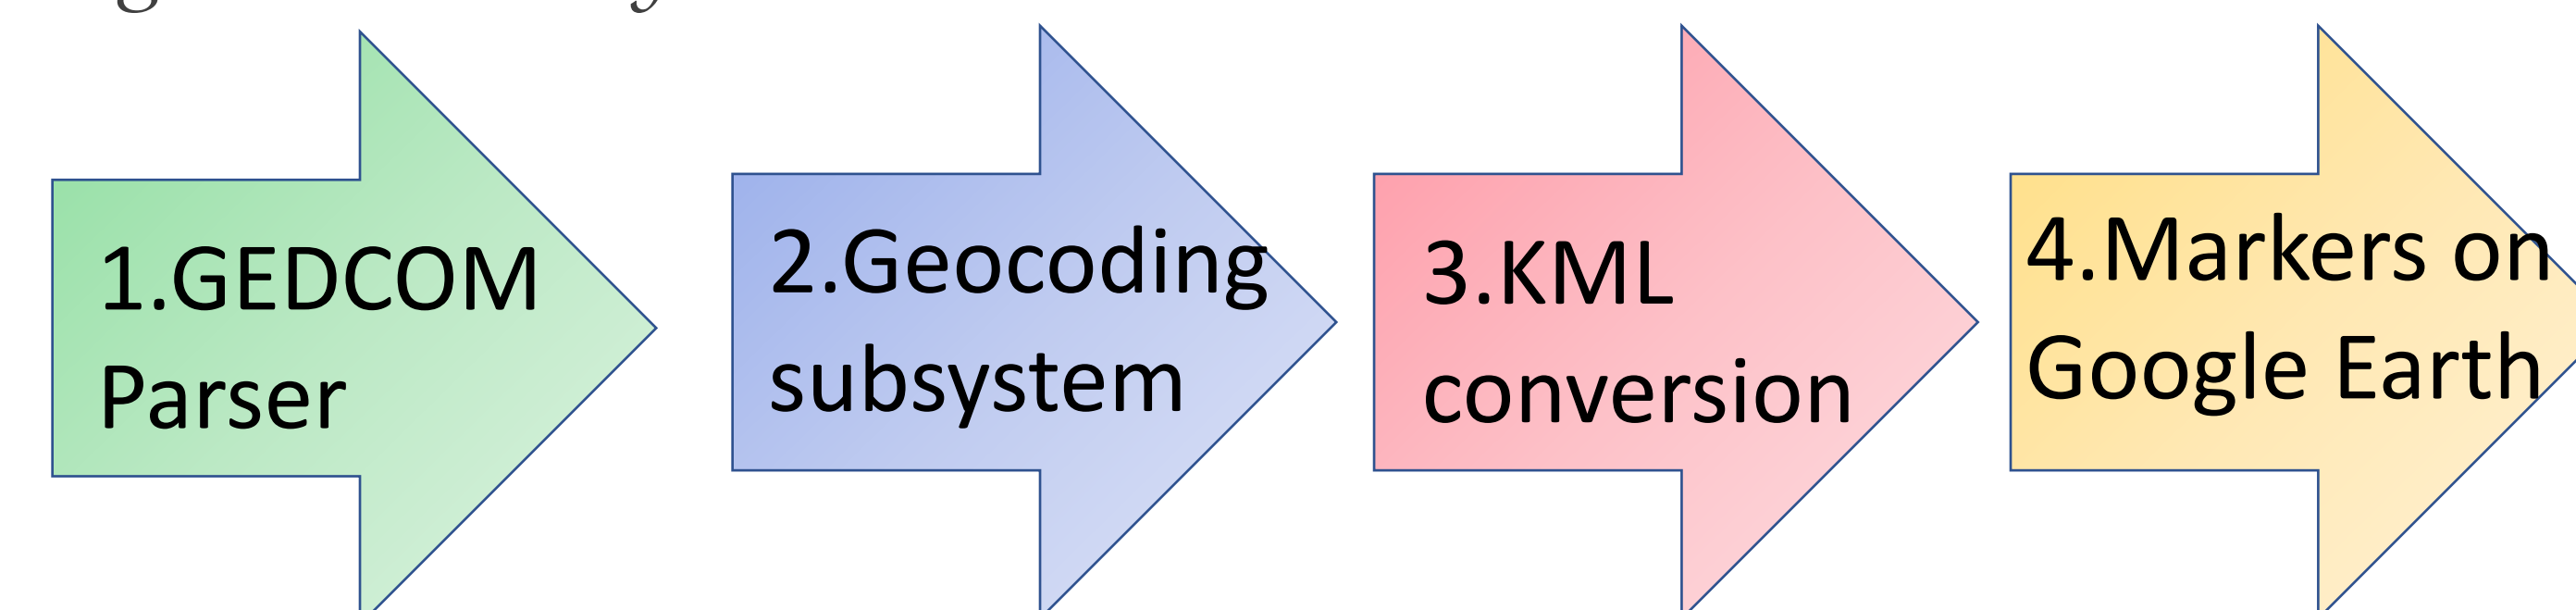 1.GEDCOM
Parser
2.Geocoding
subsystem
3.KML
conversion
4.Markers on
Google Earth